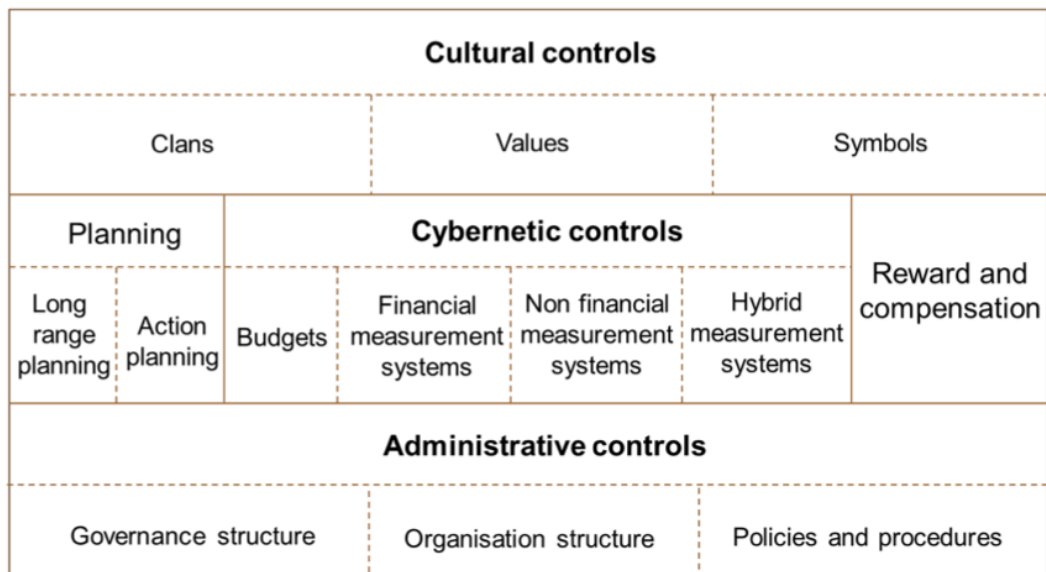 Cultural controls
Clans
Values
Symbols
Planning
Cybernetic controls
Reward and
compensation
Long
range
planning
Action
planning
Budgets
Financial
measurement
systems
Non financial
measurement
systems
Hybrid
measurement
systems
Administrative controls
Governance structure
Organisation structure
Policies and procedures